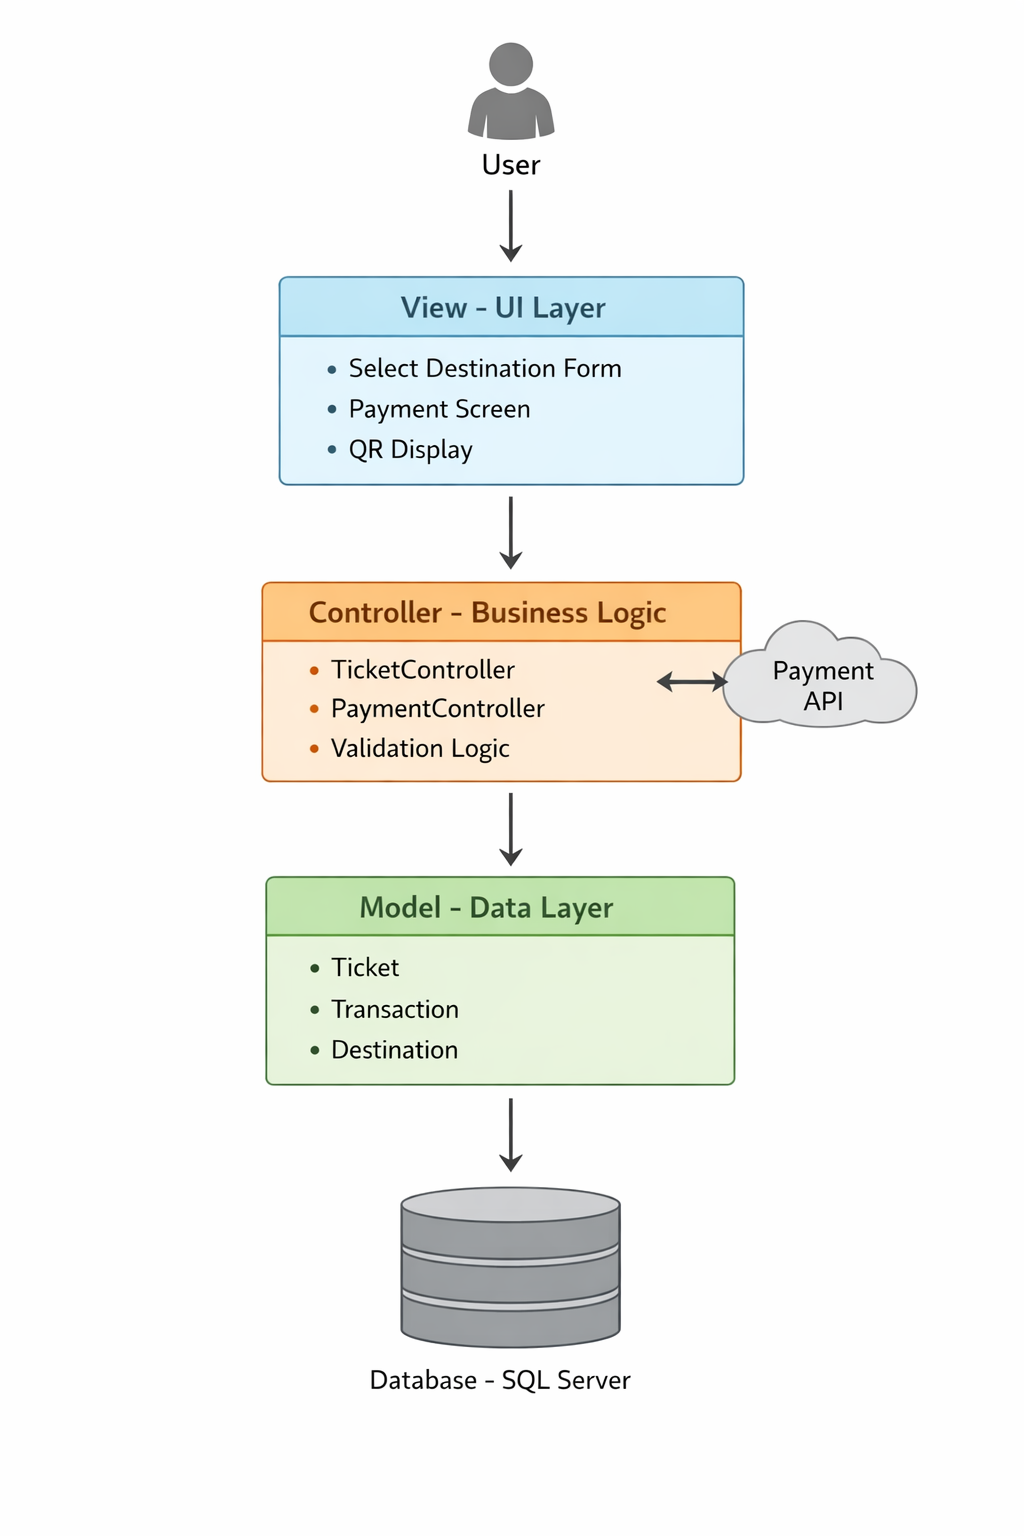 User
View - UI Layer
• Select Destination Form
• Payment Screen
• QR Display
Controller - Business Logic
• TicketController
• PaymentController
• Validation Logic
Payment
API
Model - Data Layer
• Ticket
• Transaction
• Destination
Database - SQL Server